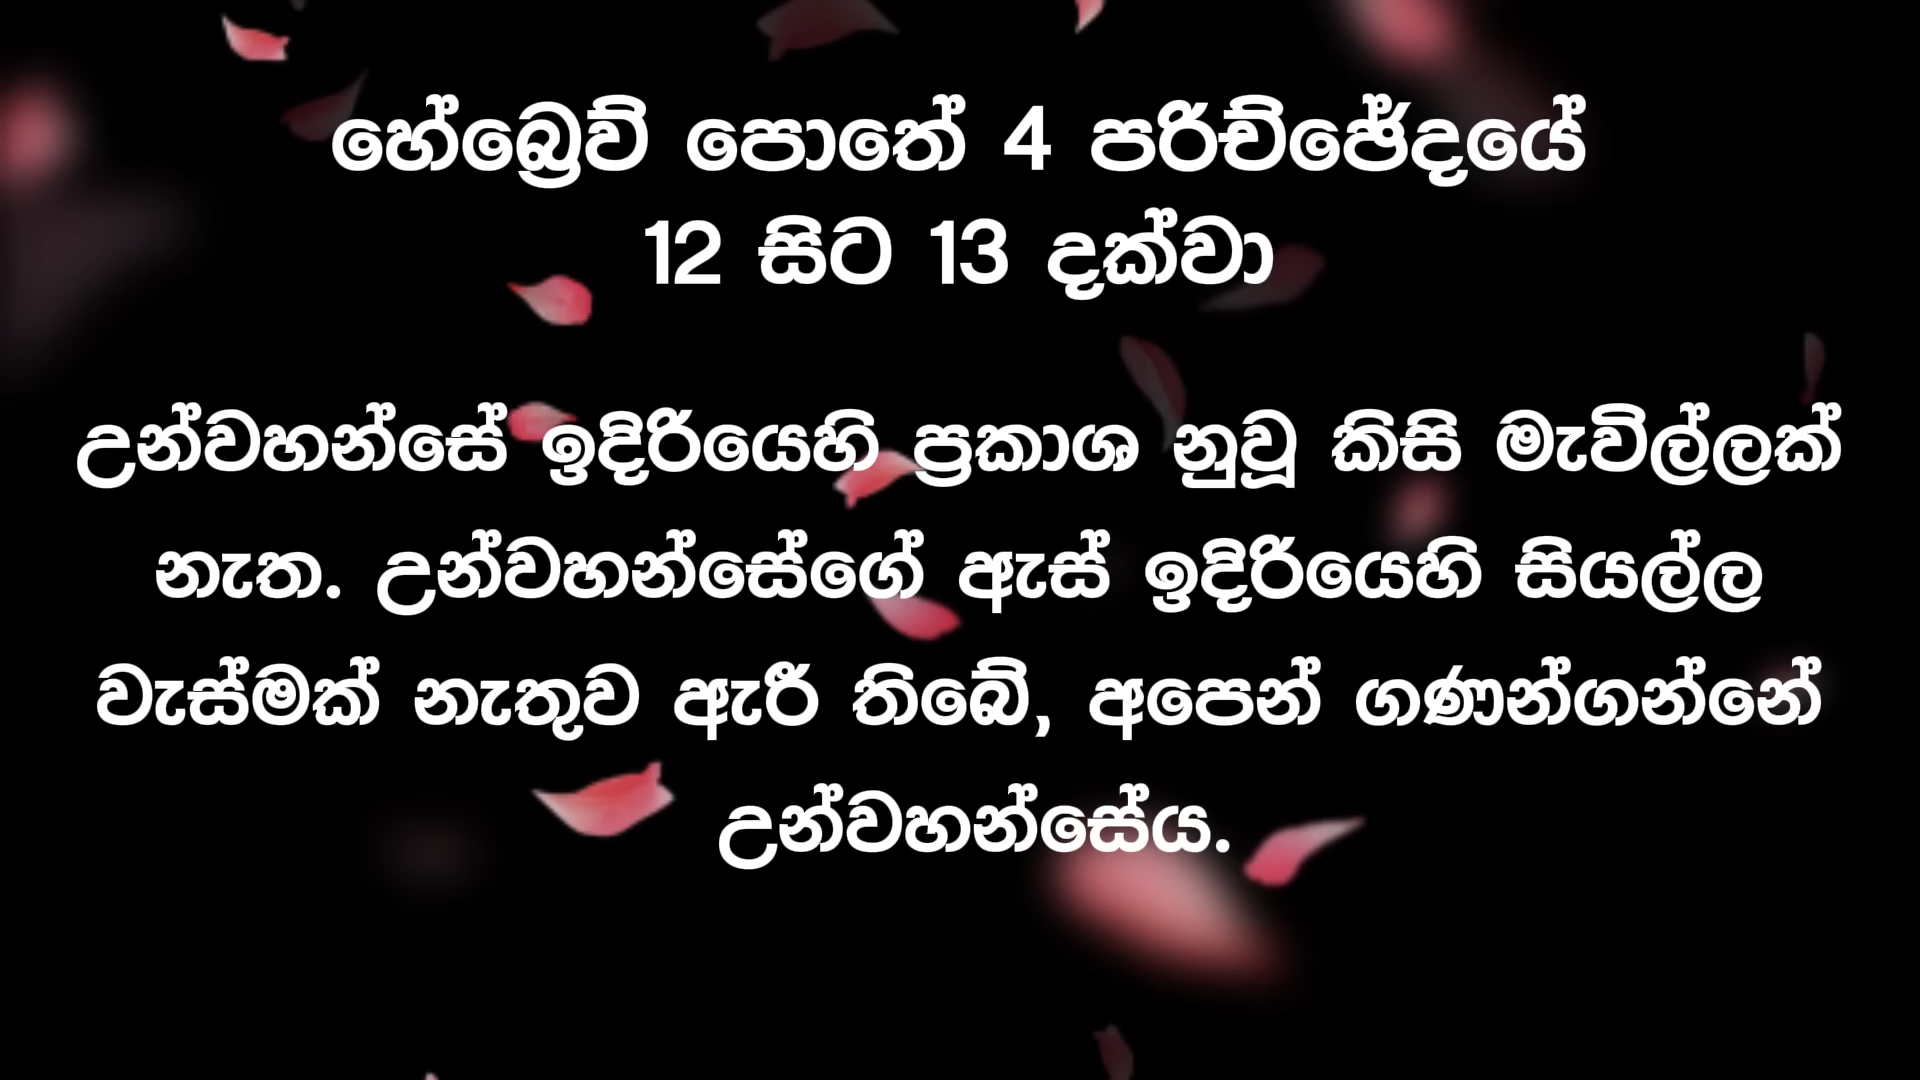 හේබ්‍රෙව් පොතේ 4 පරිච්ඡේදයේ
12 සිට 13 දක්වා
උන්වහන්සේ ඉදිරියෙහි ප්‍රකාශ නුවූ කිසි මැවිල්ලක්
නැත. උන්වහන්සේගේ ඇස් ඉදිරියෙහි සියල්ල
වැස්මක් නැතුව ඇරී තිබේ, අපෙන් ගණන්ගන්නේ
උන්වහන්සේය.